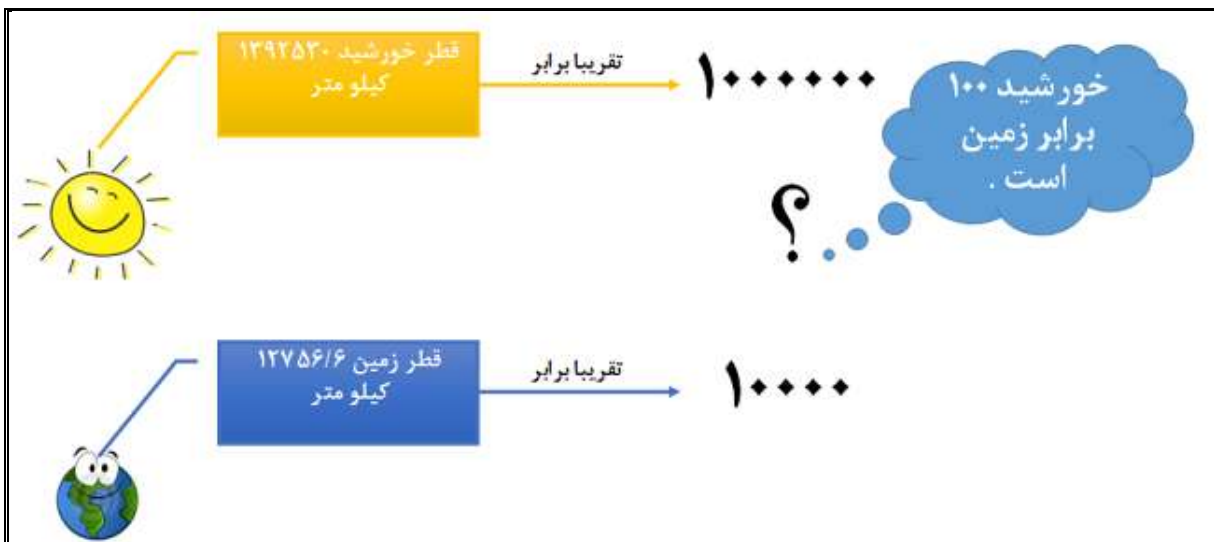 قطر خورشید ۱۳۹۲۵۳۰
کیلو متر
تقریبا برابر
۱۰۰۰۰۰۰
خورشید ۱۰۰
برابر زمین
است .
؟
قطر زمین ۱۲۷۵۶/۶
کیلو متر
تقریبا برابر
۱۰۰۰۰